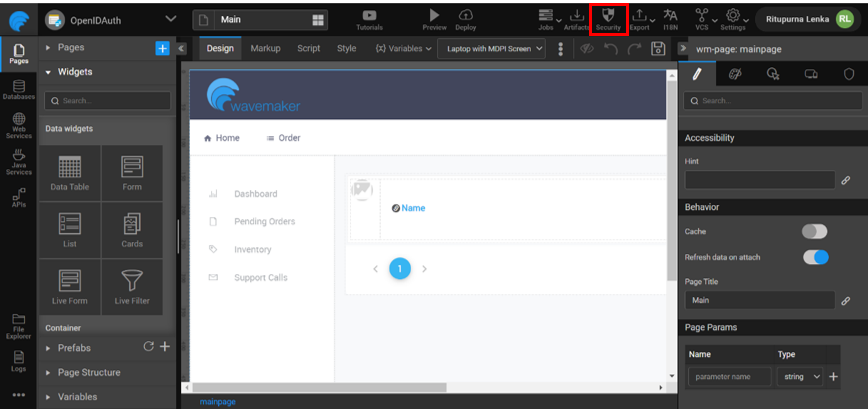 OpenIDAuth
Main
Tutorials
Preview
Deploy
Jobs
Artifacts
Security
Export
I18N
VCS
Settings
Ritupurna Lenka
RL
Pages
Databases
Web
Services
Java
Services
APIs
File
Explorer
Logs
Pages
Widgets
Search...
Data widgets
Data Table
Form
List
Cards
Live Form
Live Filter
Container
Prefabs
Page Structure
Variables
Design
Markup
Script
Style
{x} Variables
Laptop with MDPI Screen
wavemaker
Home
Order
Dashboard
Pending Orders
Inventory
Support Calls
Name
1
mainpage
wm-page: mainpage
Search...
Accessibility
Hint
Behavior
Cache
Refresh data on attach
Page Title
Main
Page Params
Name Type
parameter name string